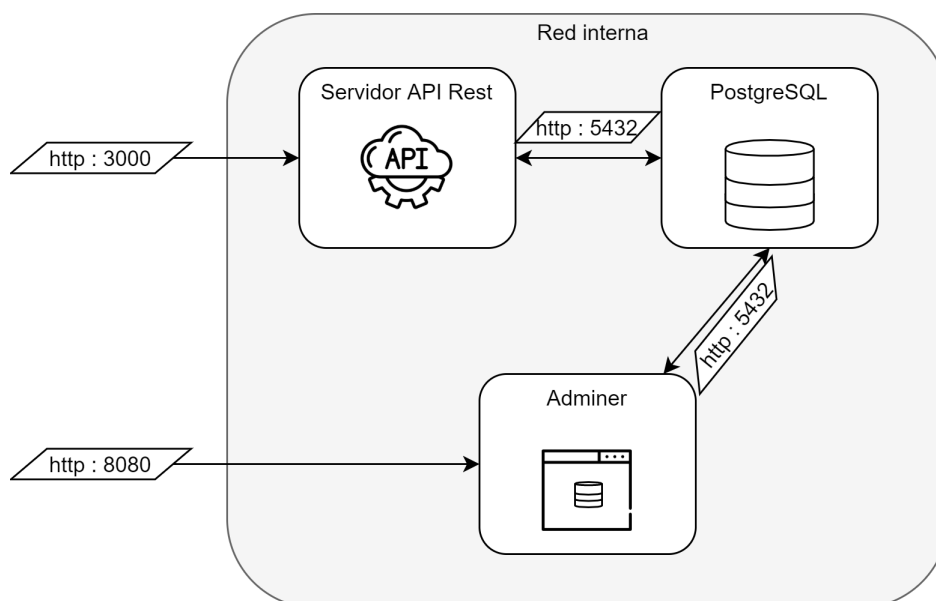 Red interna
Servidor API Rest
PostgreSQL
http : 5432
http : 3000
API
http : 5432
Adminer
http : 8080